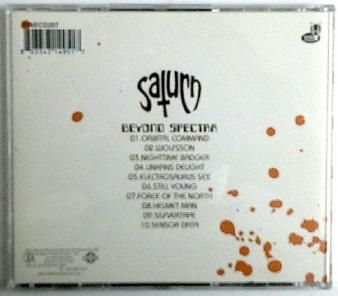 saturn
BEYOND SPECTRA
01.ORBITAL COMMAND
02.WOLFSSON
03.NIGHTTIME BADGER
04.UNHANS DELIGHT
05.ELECTROSAURUS SEX
06.STILL YOUNG
07.FORCE OF THE NORTH
08.HELMET MAN
09.SILVERTAPE
10.SENSOR DATA